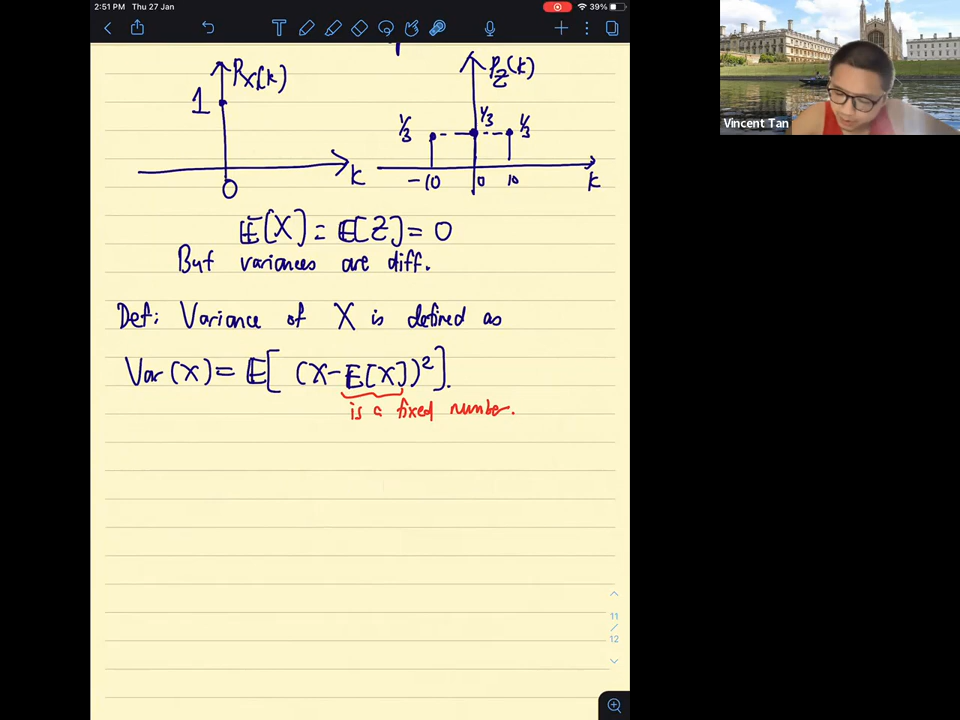 2:51 PM Thu 27 Jan
39%
T
Vincent Tan
P_X(k)
1
0
k
P_Z(k)
1/3
1/3
1/3
-10
0
10
k
𝔼[X] = 𝔼[Z] = 0
But variances are diff.
Def: Variance of X is defined as
Var(X) = 𝔼[ (X-𝔼[X])²].
is a fixed number.
11
/
12